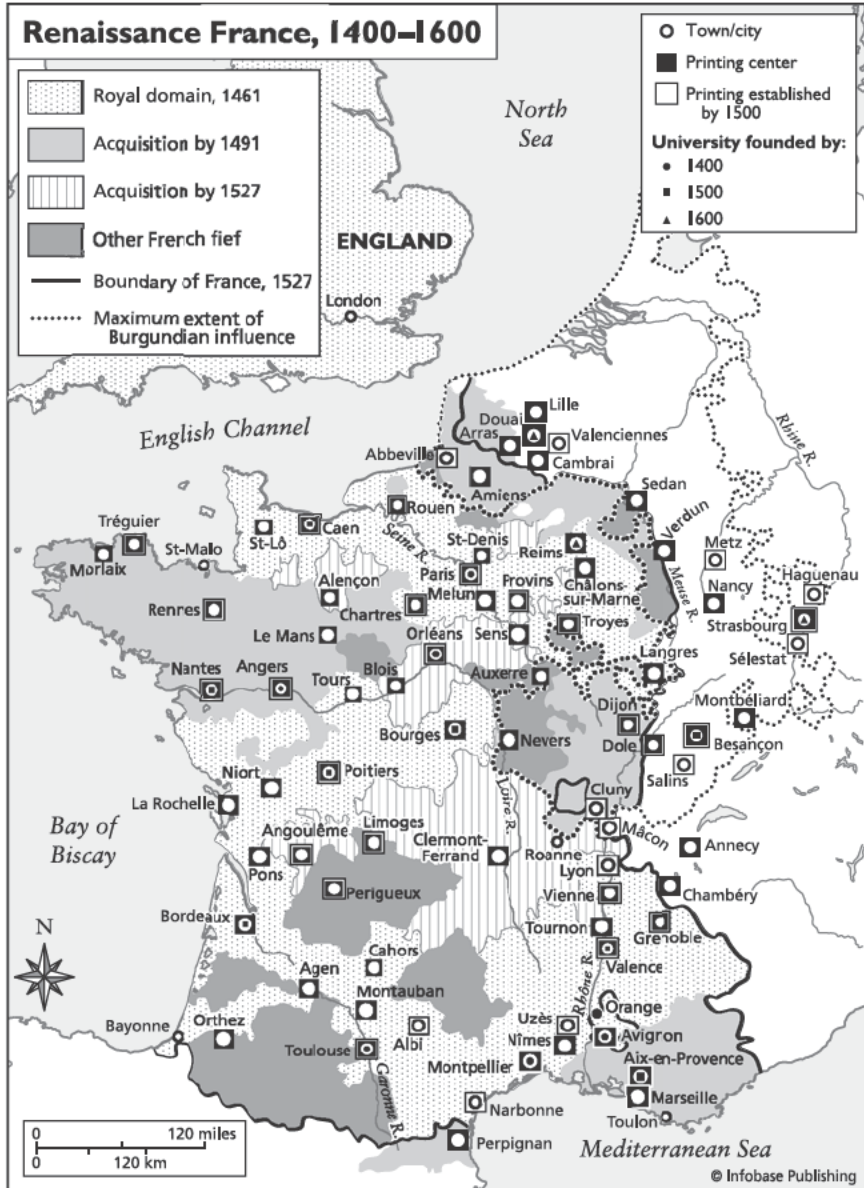 Renaissance France, 1400–1600
Royal domain, 1461
Acquisition by 1491
Acquisition by 1527
Other French fief
Boundary of France, 1527
Maximum extent of
Burgundian influence
Town/city
Printing center
Printing established
by 1500
University founded by:
1400
1500
1600
North
Sea
ENGLAND
London
English Channel
Rhine R.
Lille
Douai
Arras
Valenciennes
Abbeville
Cambrai
Amiens
Sedan
Rouen
Verdun
Tréguier
Caen
St-Lô
Seine R.
St-Denis
Reims
Metz
Morlaix
St-Malo
Paris
Meuse R.
Haguenau
Alençon
Melun
Provins
Châlons-
sur-Marne
Nancy
Rennes
Chartres
Strasbourg
Le Mans
Orléans
Sens
Troyes
Sélestat
Langres
Nantes
Angers
Tours
Blois
Auxerre
Montbéliard
Dijon
Bourges
Nevers
Dole
Besançon
Salins
Niort
Poitiers
Loire R.
Cluny
La Rochelle
Mâcon
Bay of
Biscay
Angoulême
Limoges
Clermont-
Ferrand
Roanne
Annecy
Pons
Lyon
Chambéry
Vienne
Perigueux
Bordeaux
Tournon
Grenoble
Valence
N
Cahors
Agen
Rhône R.
Montauban
Orange
Bayonne
Orthez
Uzès
Avigron
Albi
Nîmes
Toulouse
Aix-en-Provence
Montpellier
Garonne R.
Marseille
Narbonne
Toulon
0 120 miles
0 120 km
Perpignan
Mediterranean Sea
© Infobase Publishing